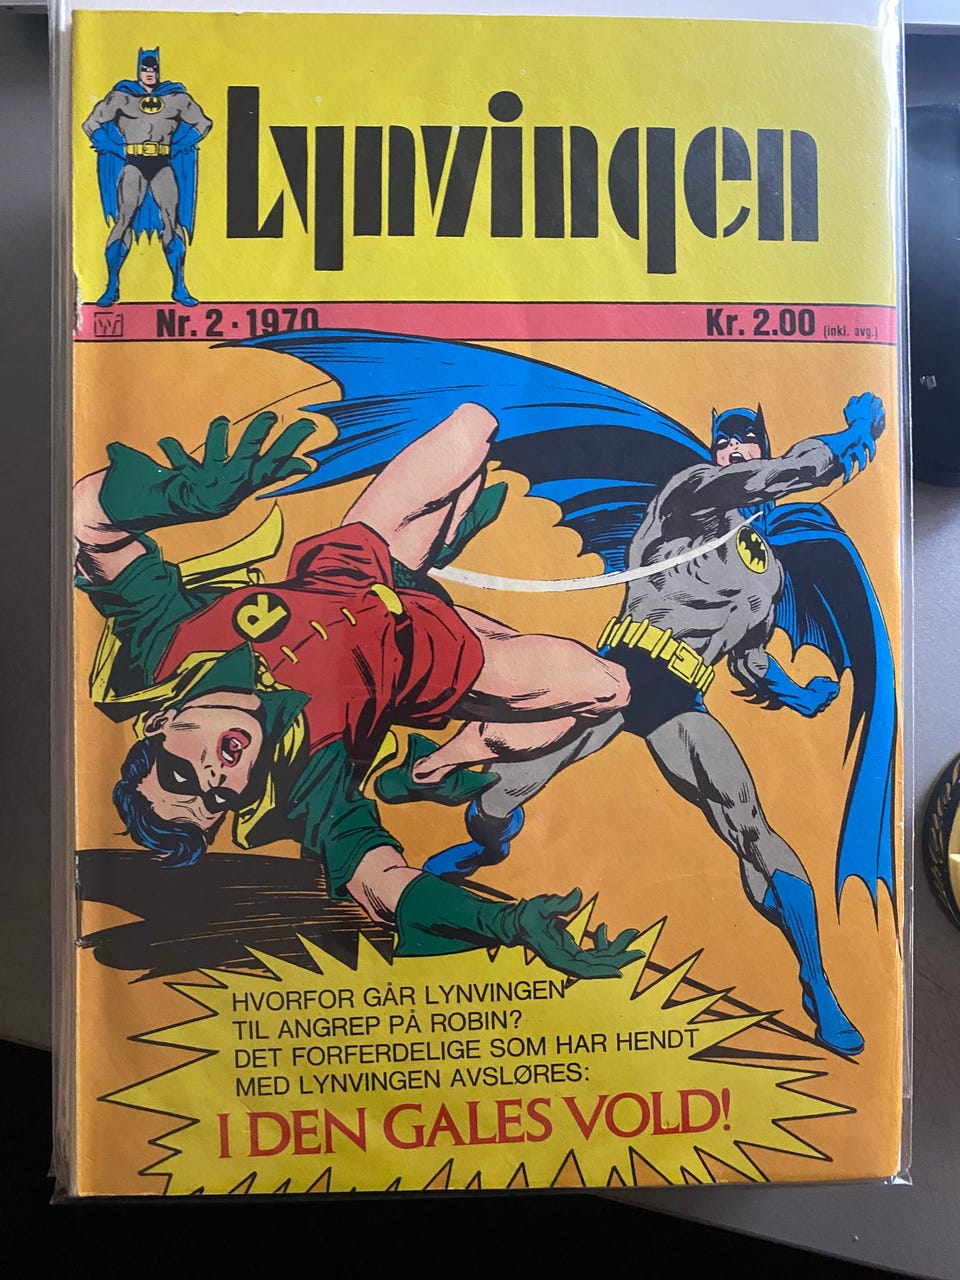 Lynvingen
Wi Nr. 2 · 1970 Kr. 2.00 (inkl. avg.)
R
HVORFOR GÅR LYNVINGEN
TIL ANGREP PÅ ROBIN?
DET FORFERDELIGE SOM HAR HENDT
MED LYNVINGEN AVSLØRES:
I DEN GALES VOLD!